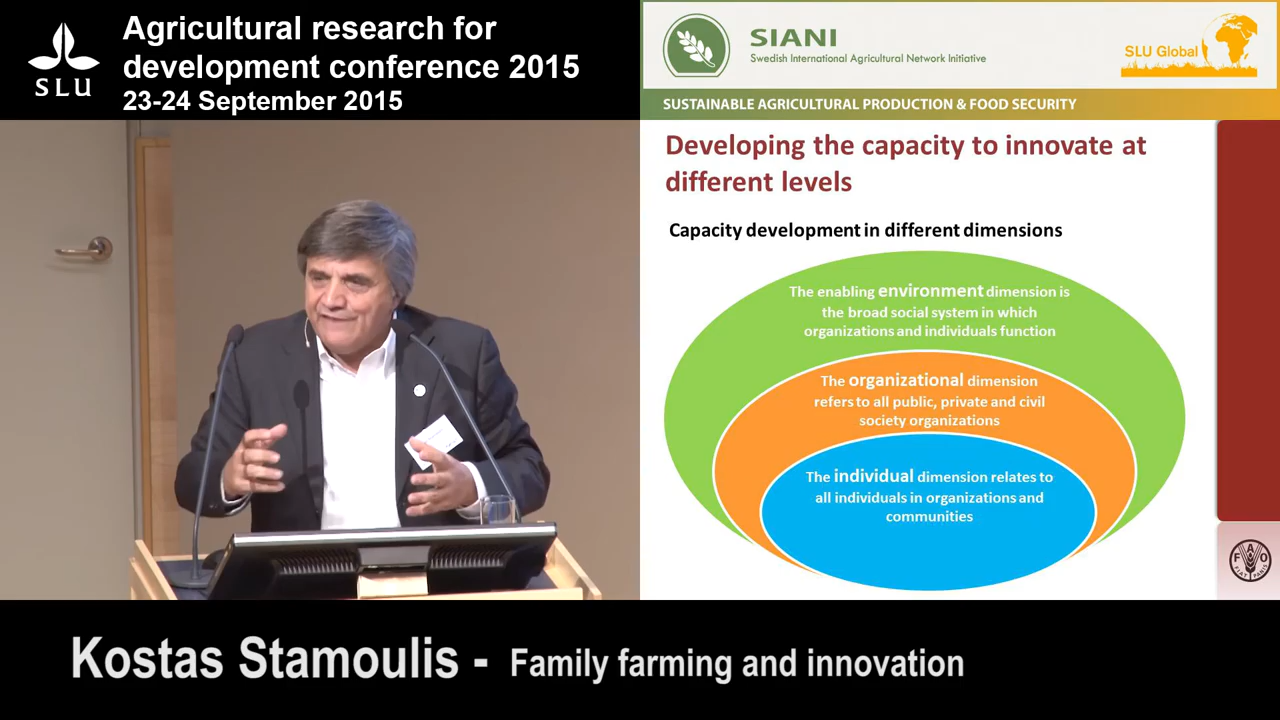 SLU
Agricultural research for
development conference 2015
23-24 September 2015
SIANI
Swedish International Agricultural Network Initiative
SLU Global
SUSTAINABLE AGRICULTURAL PRODUCTION & FOOD SECURITY
Developing the capacity to innovate at
different levels
Capacity development in different dimensions
The enabling environment dimension is
the broad social system in which
organizations and individuals function
The organizational dimension
refers to all public, private and civil
society organizations
The individual dimension relates to
all individuals in organizations and
communities
F A O
FIAT PANIS
Kostas Stamoulis - Family farming and innovation